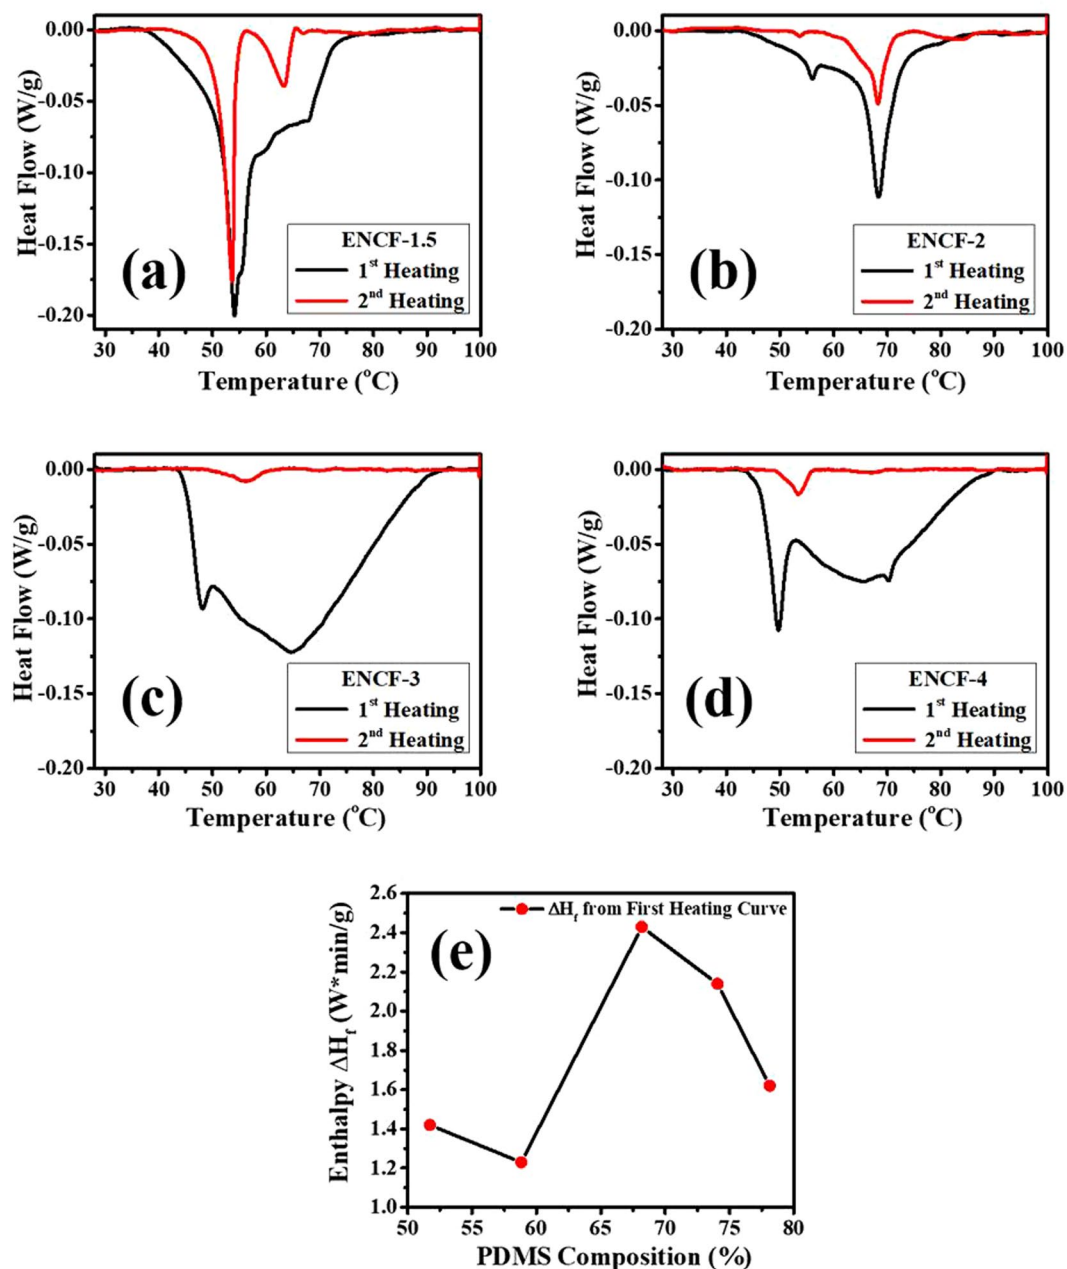 0.00
-0.05
-0.10
-0.15
-0.20
Heat Flow (W/g)
(a)
ENCF-1.5
1st Heating
2nd Heating
30 40 50 60 70 80 90 100
Temperature (°C)
0.00
-0.05
-0.10
-0.15
-0.20
Heat Flow (W/g)
(b)
ENCF-2
1st Heating
2nd Heating
30 40 50 60 70 80 90 100
Temperature (°C)
0.00
-0.05
-0.10
-0.15
-0.20
Heat Flow (W/g)
(c)
ENCF-3
1st Heating
2nd Heating
30 40 50 60 70 80 90 100
Temperature (°C)
0.00
-0.05
-0.10
-0.15
-0.20
Heat Flow (W/g)
(d)
ENCF-4
1st Heating
2nd Heating
30 40 50 60 70 80 90 100
Temperature (°C)
2.6
2.4
2.2
2.0
1.8
1.6
1.4
1.2
1.0
Enthalpy ΔHf (W*min/g)
(e)
ΔHf from First Heating Curve
50 55 60 65 70 75 80
PDMS Composition (%)